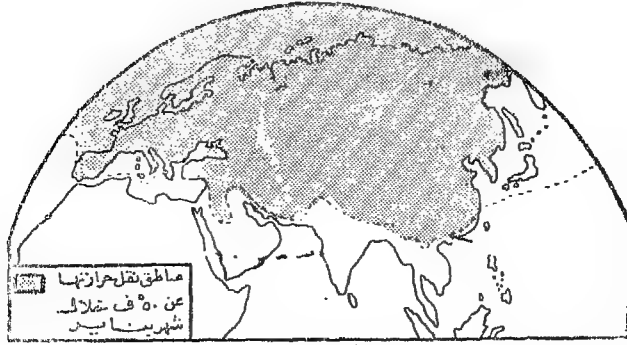 مناطق تقل حرارتها
عن ٥٠° ف خلال
شهر يناير